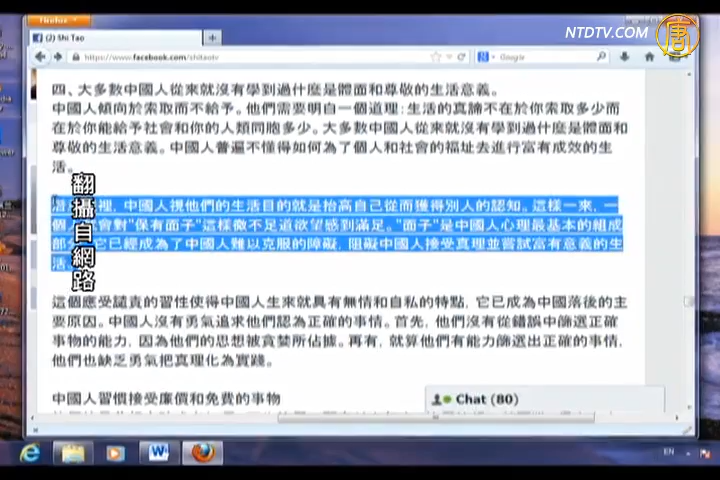 Firefox
NTDTV.COM
唐
(2) Shi Tao
https://www.facebook.com/shitaotv
Google
四、大多數中國人從來就沒有學到過什麼是體面和尊敬的生活意義。
中國人傾向於索取而不給予。他們需要明白一個道理：生活的真諦不在於你索取多少而
在於你能給予社會和你的人類同胞多少。大多數中國人從來就沒有學到過什麼是體面和
尊敬的生活意義。中國人普遍不懂得如何為了個人和社會的福祉去進行富有成效的生
活。
裡，中國人視他們的生活目的就是抬高自己從而獲得別人的認知。這樣一來，一
個 會對"保有面子"這樣微不足道欲望感到滿足。"面子"是中國人心理最基本的組成
部 它已經成為了中國人難以克服的障礙，阻礙中國人接受真理並嘗試富有意義的生
活
翻攝自網路
這個應受譴責的習性使得中國人生來就具有無情和自私的特點，它已成為中國落後的主
要原因。中國人沒有勇氣追求他們認為正確的事情。首先，他們沒有從錯誤中篩選正確
事物的能力，因為他們的思想被貪婪所佔據。再有，就算他們有能力篩選出正確的事情，
他們也缺乏勇氣把真理化為實踐。
中國人習慣接受廉價和免費的事物
Chat (80)
EN